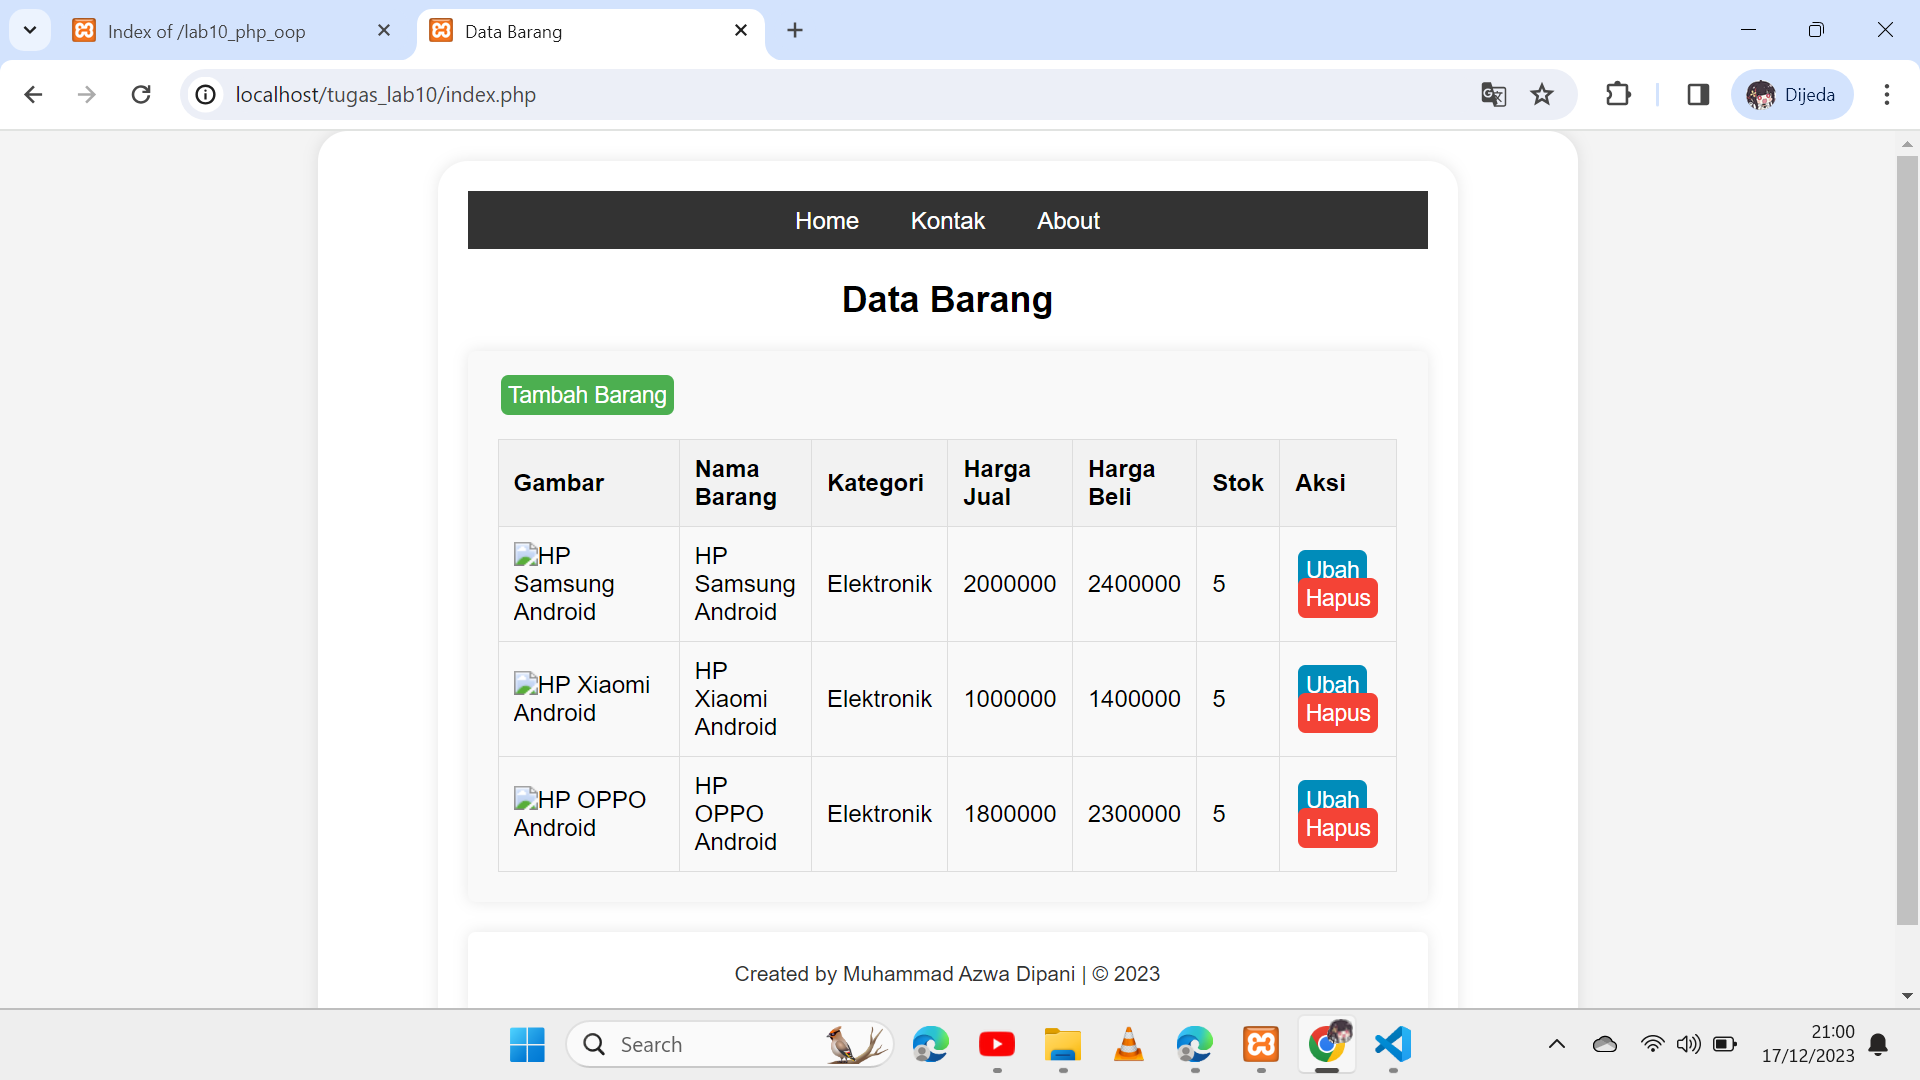 Index of /lab10_php_oop
Data Barang
localhost/tugas_lab10/index.php
Dijeda
Home Kontak About
Data Barang
Tambah Barang
Gambar Nama Barang Kategori Harga Jual Harga Beli Stok Aksi
HP Samsung Android HP Samsung Android Elektronik 2000000 2400000 5 Ubah Hapus
HP Xiaomi Android HP Xiaomi Android Elektronik 1000000 1400000 5 Ubah Hapus
HP OPPO Android HP OPPO Android Elektronik 1800000 2300000 5 Ubah Hapus
Created by Muhammad Azwa Dipani | © 2023
Search
21:00
17/12/2023